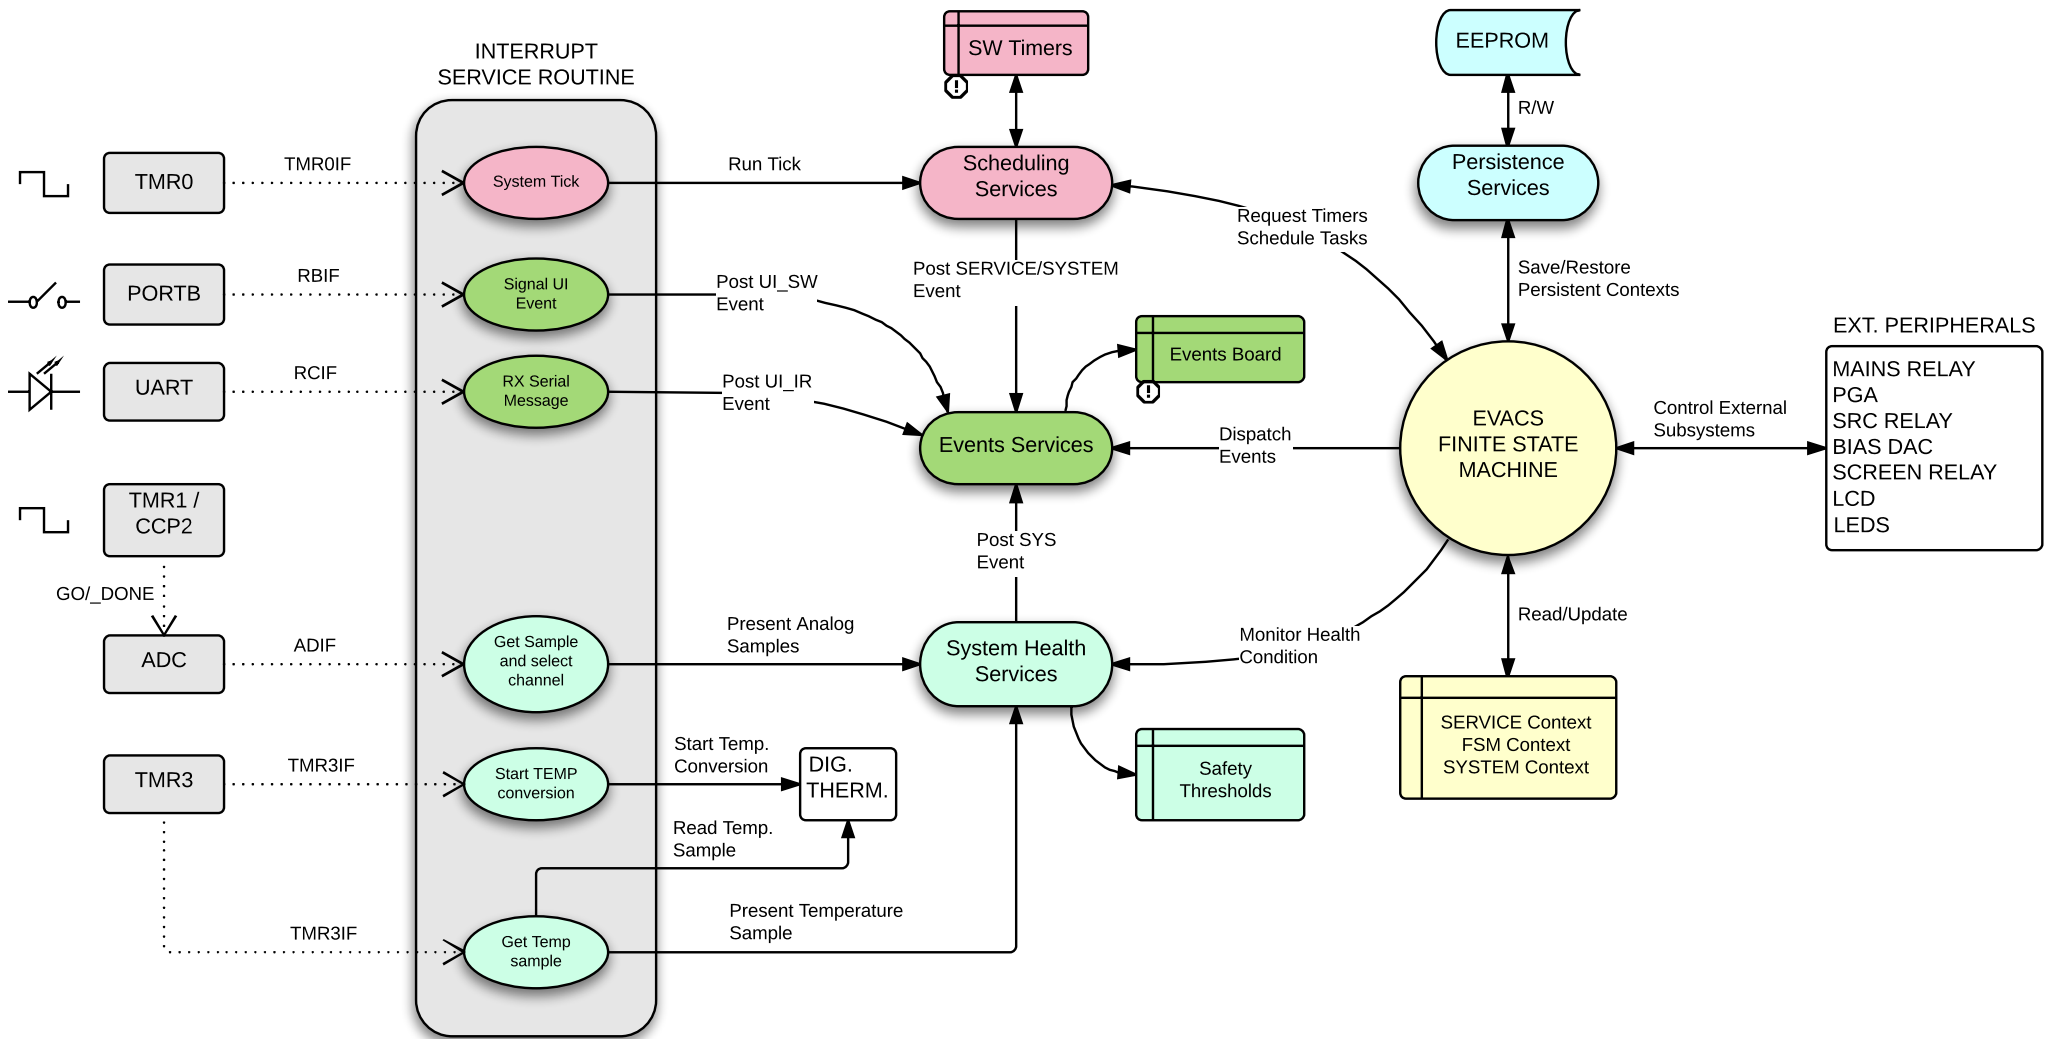 INTERRUPT
SERVICE ROUTINE
SW Timers
EEPROM
R/W
TMR0
TMR0IF
System Tick
Run Tick
Scheduling
Services
Persistence
Services
Request Timers
Schedule Tasks
PORTB
RBIF
Signal UI
Event
Post UI_SW
Event
Post SERVICE/SYSTEM
Event
Save/Restore
Persistent Contexts
Events Board
EXT. PERIPHERALS
MAINS RELAY
PGA
SRC RELAY
BIAS DAC
SCREEN RELAY
LCD
LEDS
UART
RCIF
RX Serial
Message
Post UI_IR
Event
Events Services
Dispatch
Events
EVACS
FINITE STATE
MACHINE
Control External
Subsystems
TMR1 /
CCP2
GO/_DONE
Post SYS
Event
ADC
ADIF
Get Sample
and select
channel
Present Analog
Samples
System Health
Services
Monitor Health
Condition
Read/Update
SERVICE Context
FSM Context
SYSTEM Context
TMR3
TMR3IF
Start TEMP
conversion
Start Temp.
Conversion
DIG.
THERM.
Safety
Thresholds
Read Temp.
Sample
TMR3IF
Get Temp
sample
Present Temperature
Sample